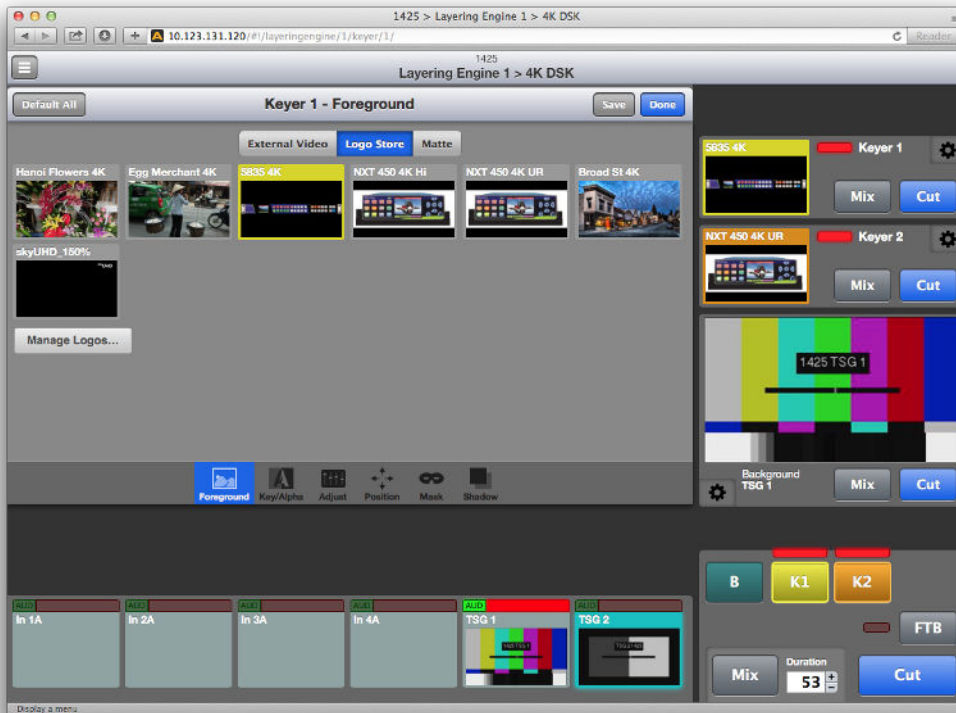 1425 > Layering Engine 1 > 4K DSK
10.123.131.120/#!/layeringengine/1/keyer/1/
Reader
1425
Layering Engine 1 > 4K DSK
Default All
Keyer 1 - Foreground
Save
Done
External Video
Logo Store
Matte
Hanoi Flowers 4K
Egg Merchant 4K
5835 4K
NXT 450 4K Hi
NXT 450 4K UR
Broad St 4K
skyUHD_150%
Manage Logos...
Foreground
Key/Alpha
Adjust
Position
Mask
Shadow
5835 4K
Keyer 1
Mix
Cut
NXT 450 4K UR
Keyer 2
Mix
Cut
1425 TSG 1
Background
TSG 1
Mix
Cut
AUD
In 1A
AUD
In 2A
AUD
In 3A
AUD
In 4A
AUD
TSG 1
1425 TSG 1
AUD
TSG 2
B
K1
K2
FTB
Mix
Duration
53
Cut
Display a menu